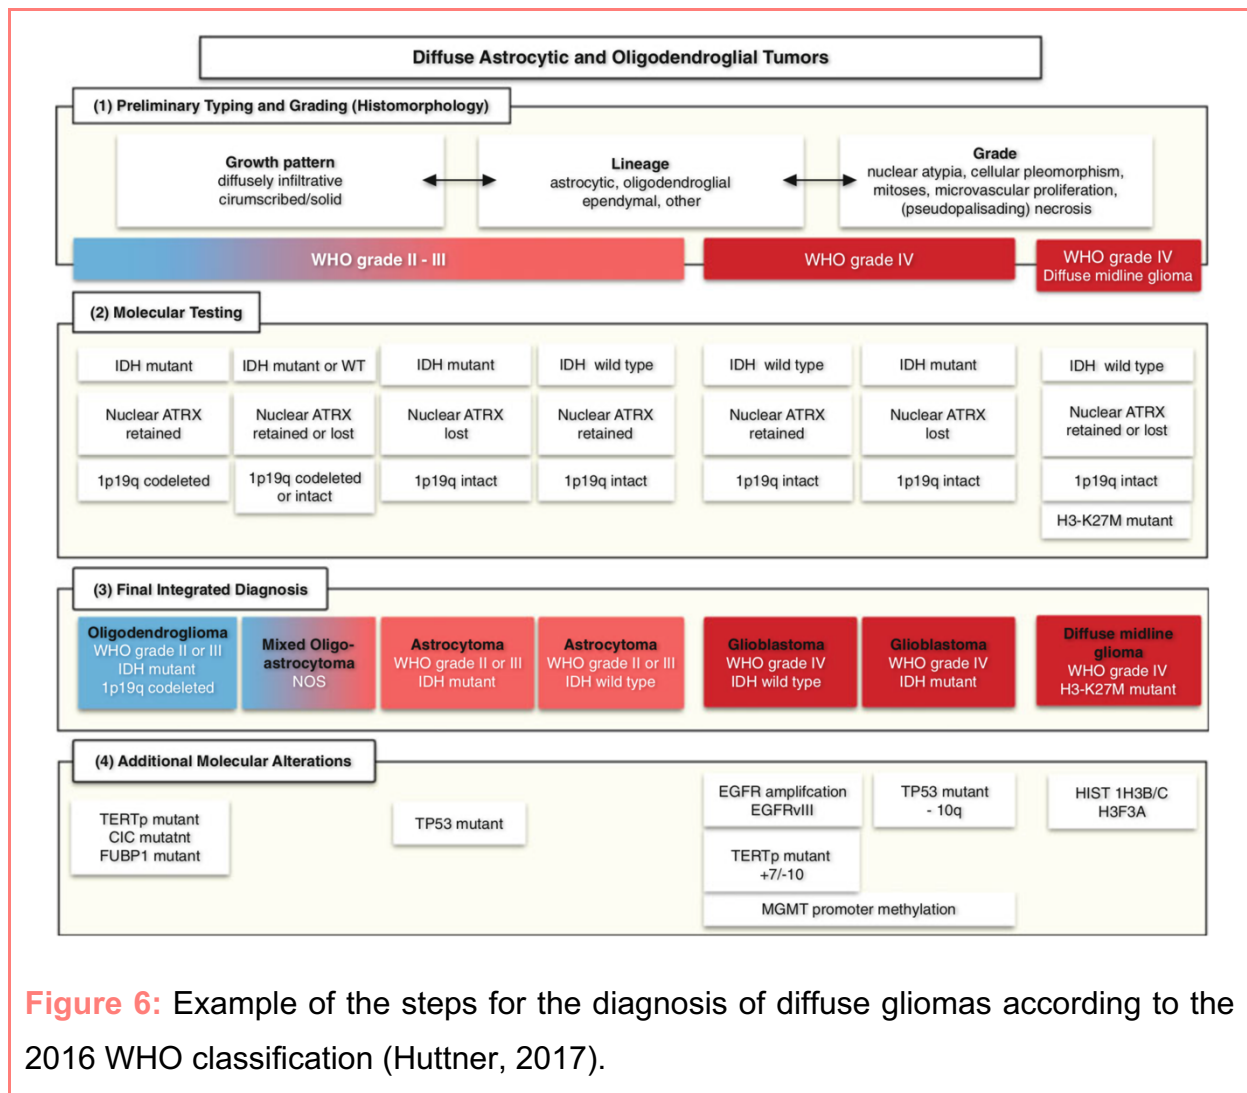 Diffuse Astrocytic and Oligodendroglial Tumors
(1) Preliminary Typing and Grading (Histomorphology)
Growth pattern
diffusely infiltrative
cirumscribed/solid
Lineage
astrocytic, oligodendroglial
ependymal, other
Grade
nuclear atypia, cellular pleomorphism,
mitoses, microvascular proliferation,
(pseudopalisading) necrosis
WHO grade II - III
WHO grade IV
WHO grade IV
Diffuse midline glioma
(2) Molecular Testing
IDH mutant
IDH mutant or WT
IDH mutant
IDH wild type
IDH wild type
IDH mutant
IDH wild type
Nuclear ATRX
retained
Nuclear ATRX
retained or lost
Nuclear ATRX
lost
Nuclear ATRX
retained
Nuclear ATRX
retained
Nuclear ATRX
lost
Nuclear ATRX
retained or lost
1p19q codeleted
1p19q codeleted
or intact
1p19q intact
1p19q intact
1p19q intact
1p19q intact
1p19q intact
H3-K27M mutant
(3) Final Integrated Diagnosis
Oligodendroglioma
WHO grade II or III
IDH mutant
1p19q codeleted
Mixed Oligo-
astrocytoma
NOS
Astrocytoma
WHO grade II or III
IDH mutant
Astrocytoma
WHO grade II or III
IDH wild type
Glioblastoma
WHO grade IV
IDH wild type
Glioblastoma
WHO grade IV
IDH mutant
Diffuse midline
glioma
WHO grade IV
H3-K27M mutant
(4) Additional Molecular Alterations
TERTp mutant
CIC mutatnt
FUBP1 mutant
TP53 mutant
EGFR amplifcation
EGFRvIII
TERTp mutant
+7/-10
TP53 mutant
- 10q
MGMT promoter methylation
HIST 1H3B/C
H3F3A
Figure 6: Example of the steps for the diagnosis of diffuse gliomas according to the
2016 WHO classification (Huttner, 2017).